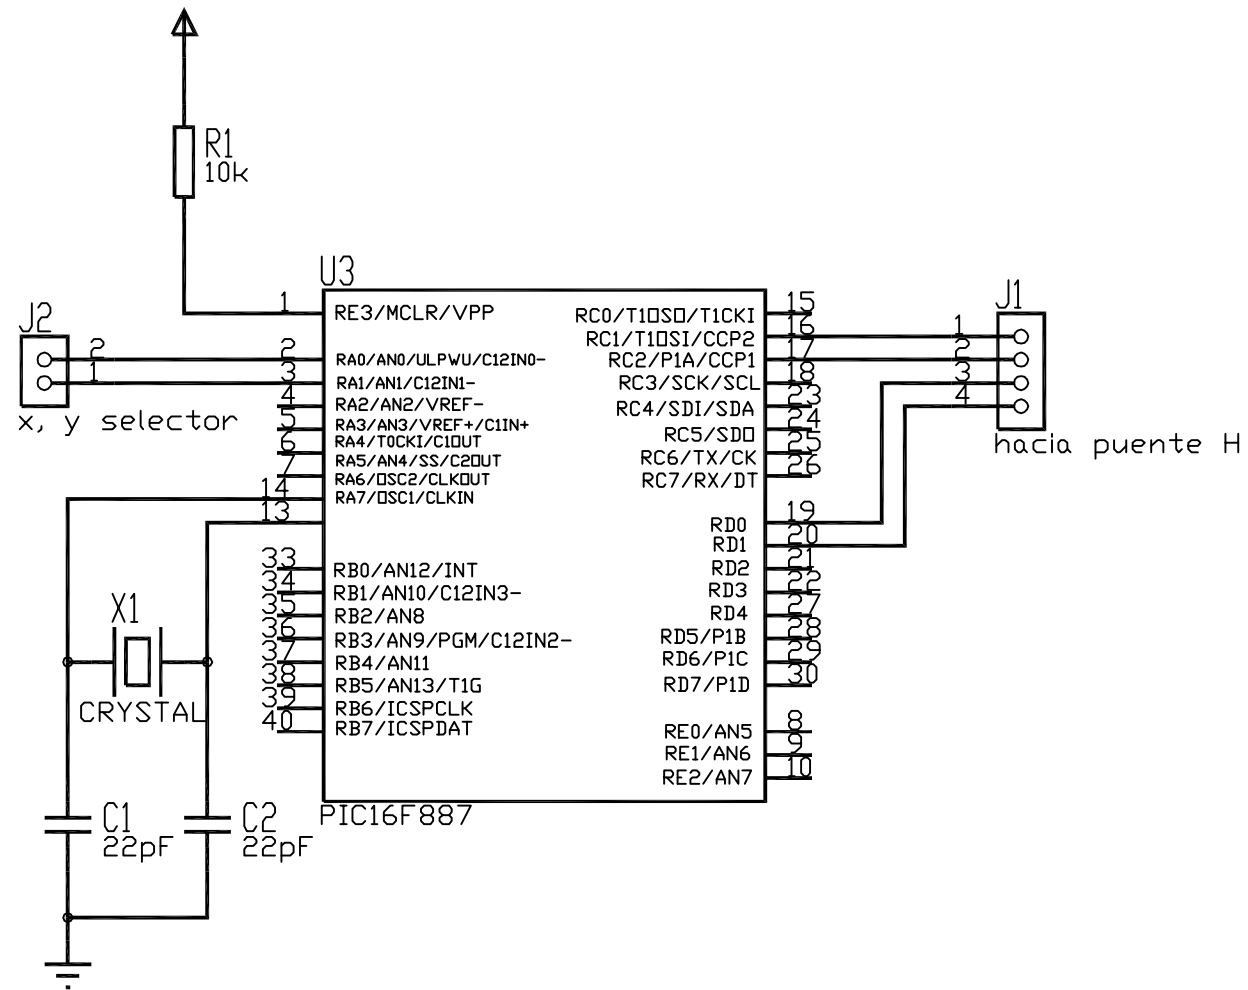 R1
10k
U3
J2
2
1
x, y selector
1
2
3
4
5
6
7
14
13
33
34
35
36
37
38
39
40
RE3/MCLR/VPP
RA0/AN0/ULPWU/C12IN0-
RA1/AN1/C12IN1-
RA2/AN2/VREF-
RA3/AN3/VREF+/C1IN+
RA4/T0CKI/C1OUT
RA5/AN4/SS/C2OUT
RA6/OSC2/CLKOUT
RA7/OSC1/CLKIN
RB0/AN12/INT
RB1/AN10/C12IN3-
RB2/AN8
RB3/AN9/PGM/C12IN2-
RB4/AN11
RB5/AN13/T1G
RB6/ICSPCLK
RB7/ICSPDAT
RC0/T1OSO/T1CKI
RC1/T1OSI/CCP2
RC2/P1A/CCP1
RC3/SCK/SCL
RC4/SDI/SDA
RC5/SDO
RC6/TX/CK
RC7/RX/DT
RD0
RD1
RD2
RD3
RD4
RD5/P1B
RD6/P1C
RD7/P1D
RE0/AN5
RE1/AN6
RE2/AN7
15
16
17
18
23
24
25
26
19
20
21
22
27
28
29
30
8
9
10
J1
1
2
3
4
hacia puente H
X1
CRYSTAL
C1
22pF
C2
22pF
PIC16F887